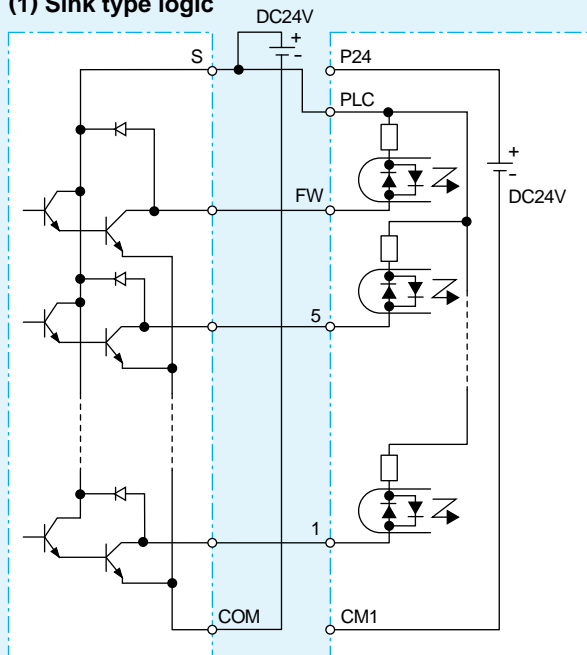 (1) Sink type logic
DC24V
+
-
S
P24
PLC
+
-
DC24V
FW
5
1
COM
CM1